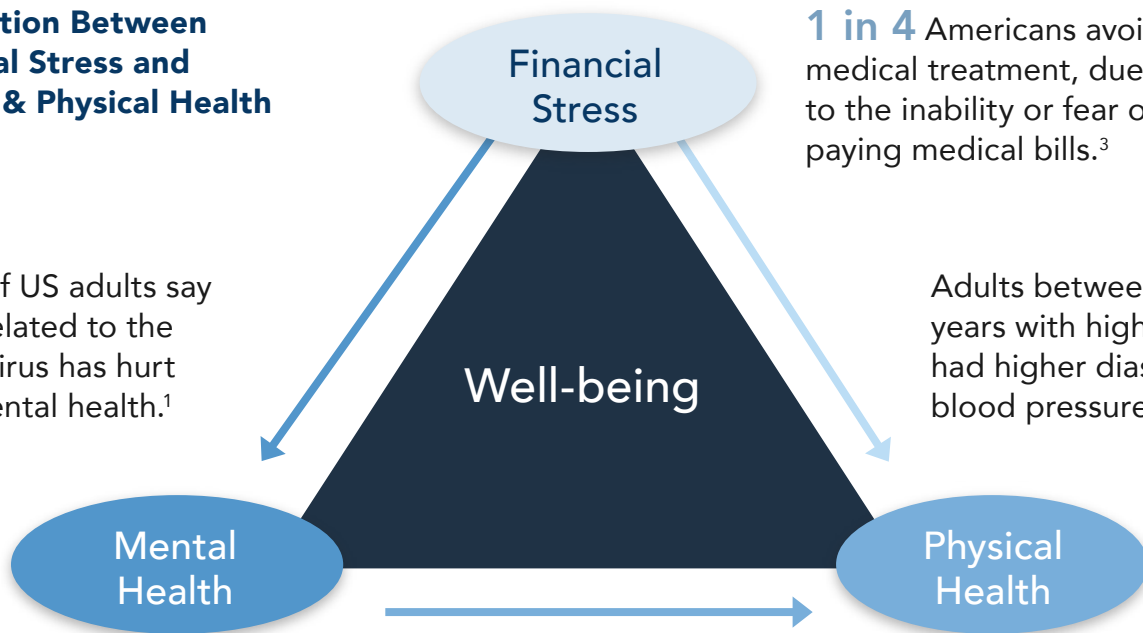 tion Between
al Stress and
& Physical Health
Financial
Stress
1 in 4 Americans avoi
medical treatment, due
to the inability or fear o
paying medical bills.³
f US adults say
elated to the
irus has hurt
ental health.¹
Adults betwee
years with high
had higher dias
blood pressure
Well-being
Mental
Health
Physical
Health